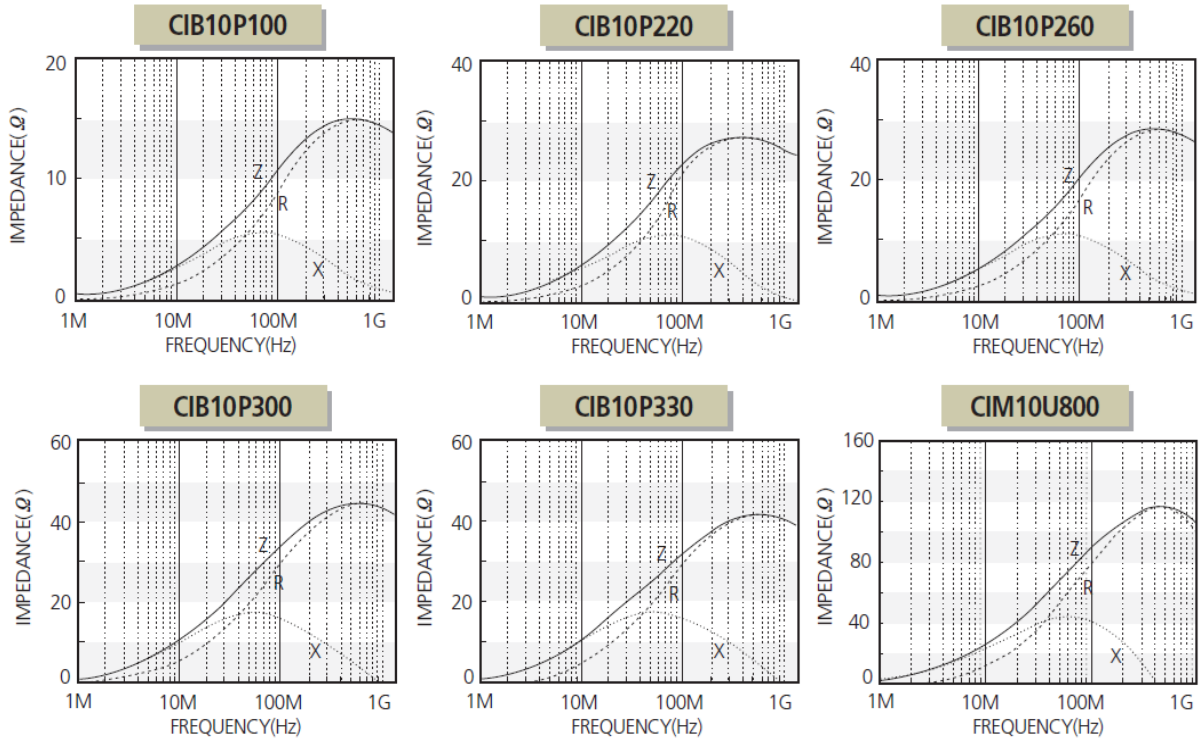 CIB10P100
20
10
0
IMPEDANCE(Ω)
Z
R
X
1M 10M 100M 1G
FREQUENCY(Hz)
CIB10P220
40
20
0
IMPEDANCE(Ω)
Z
R
X
1M 10M 100M 1G
FREQUENCY(Hz)
CIB10P260
40
20
0
IMPEDANCE(Ω)
Z
R
X
1M 10M 100M 1G
FREQUENCY(Hz)
CIB10P300
60
40
20
0
IMPEDANCE(Ω)
Z
R
X
1M 10M 100M 1G
FREQUENCY(Hz)
CIB10P330
60
40
20
0
IMPEDANCE(Ω)
Z
R
X
1M 10M 100M 1G
FREQUENCY(Hz)
CIM10U800
160
120
80
40
0
IMPEDANCE(Ω)
Z
R
X
1M 10M 100M 1G
FREQUENCY(Hz)